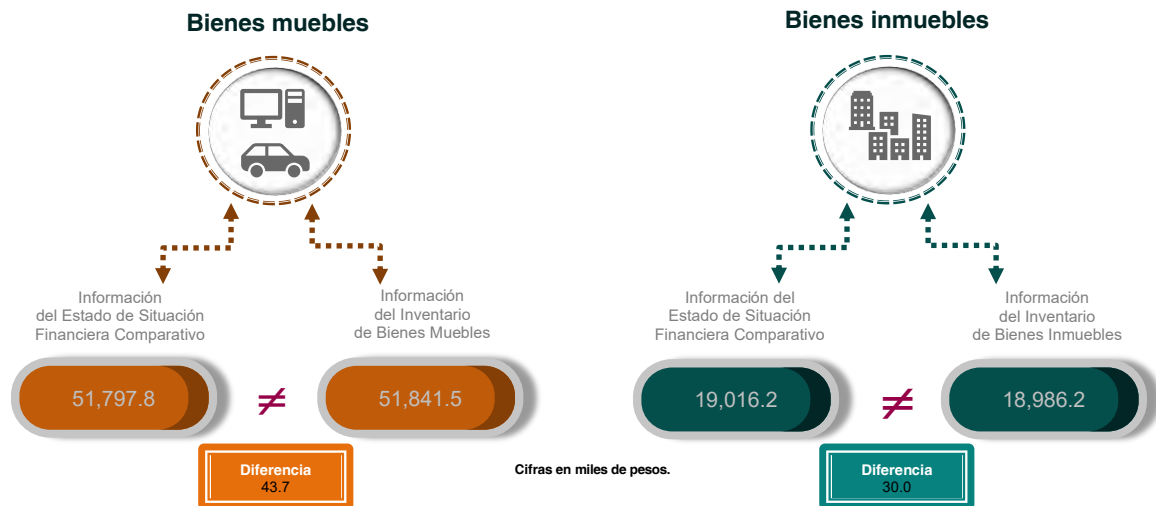 Bienes muebles
Información
del Estado de Situación
Financiera Comparativo
Información
del Inventario
de Bienes Muebles
51,797.8
≠
51,841.5
Diferencia
43.7
Cifras en miles de pesos.
Bienes inmuebles
Información del
Estado de Situación
Financiera Comparativo
Información
del Inventario
de Bienes Inmuebles
19,016.2
≠
18,986.2
Diferencia
30.0